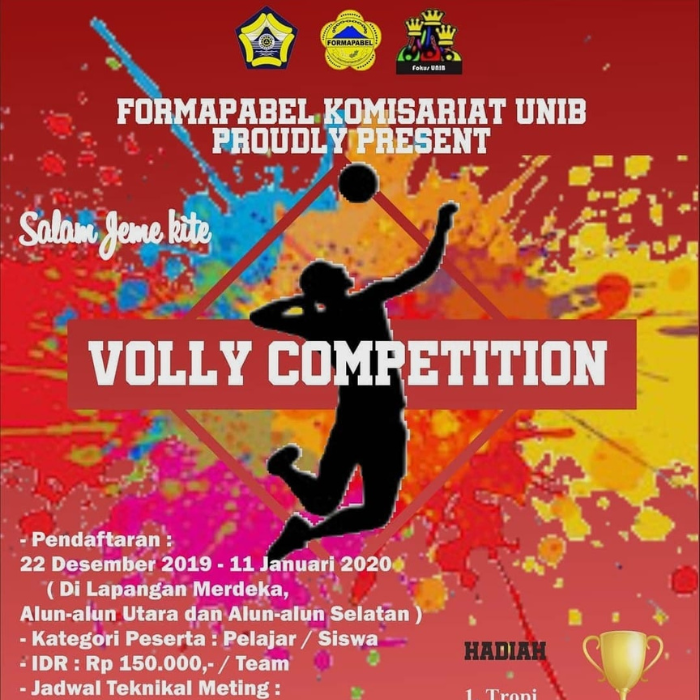 FORMAPABEL
Fokus UNIB
FORMAPABEL KOMISARIAT UNIB
PROUDLY PRESENT
Salam Jeme kite
VOLLY COMPETITION
- Pendaftaran :
22 Desember 2019 - 11 Januari 2020
( Di Lapangan Merdeka,
Alun-alun Utara dan Alun-alun Selatan )
- Kategori Peserta : Pelajar / Siswa
- IDR : Rp 150.000,- / Team
- Jadwal Teknikal Meting :
HADIAH
1. Tropi